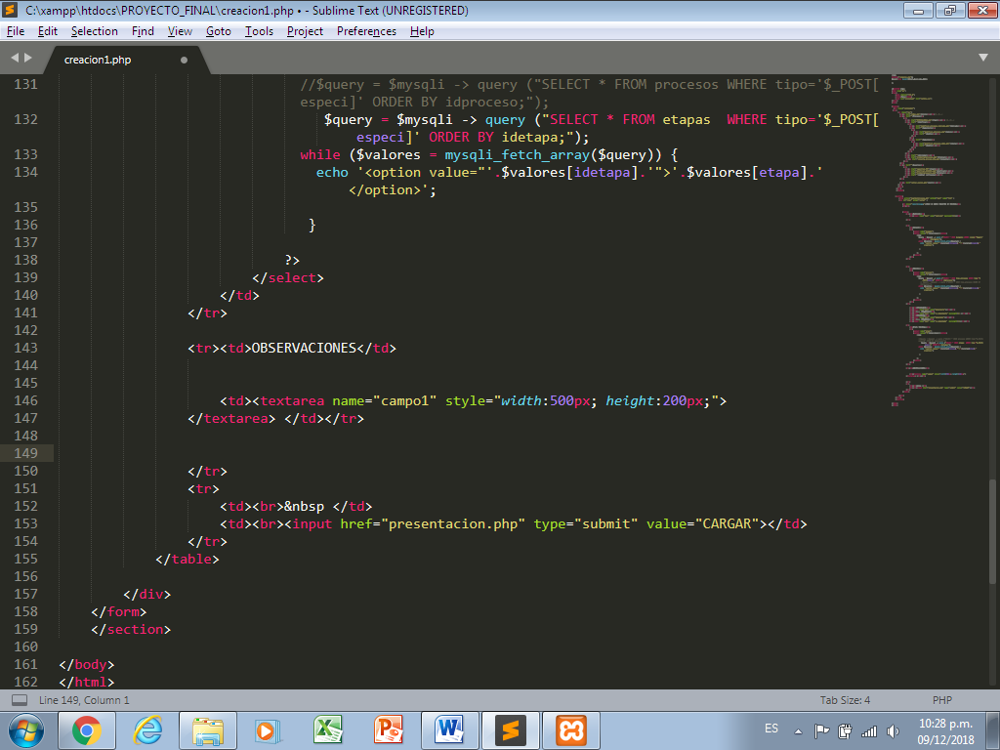 C:\xampp\htdocs\PROYECTO_FINAL\creacion1.php • - Sublime Text (UNREGISTERED)
File Edit Selection Find View Goto Tools Project Preferences Help
creacion1.php
131 //$query = $mysqli -> query ("SELECT * FROM procesos WHERE tipo='$_POST[
especi]' ORDER BY idproceso;");
132 $query = $mysqli -> query ("SELECT * FROM etapas  WHERE tipo='$_POST[
especi]' ORDER BY idetapa;");
133 while ($valores = mysqli_fetch_array($query)) {
134 echo '<option value="'.$valores[idetapa].'">'.$valores[etapa].'
</option>';
135
136 }
137
138 ?>
139 </select>
140 </td>
141 </tr>
142
143 <tr><td>OBSERVACIONES</td>
144
145
146 <td><textarea name="campo1" style="width:500px; height:200px;">
147 </textarea> </td></tr>
148
149
150 </tr>
151 <tr>
152 <td><br>&nbsp </td>
153 <td><br><input href="presentacion.php" type="submit" value="CARGAR"></td>
154 </tr>
155 </table>
156
157 </div>
158 </form>
159 </section>
160
161 </body>
162 </html>
Line 149, Column 1 Tab Size: 4 PHP
ES 10:28 p.m.
09/12/2018